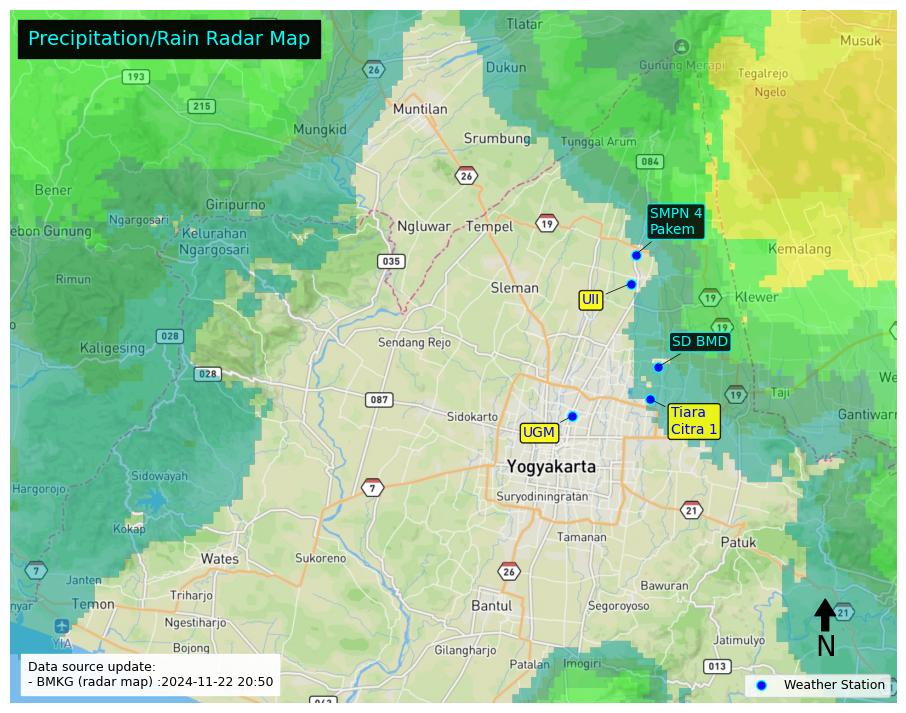 Precipitation/Rain Radar Map
Tlatar
Musuk
Gunung Merapi
26
Dukun
Tegalrejo
193
Ngelo
215
Muntilan
Mungkid
Srumbung
Tunggal Arum
084
26
Bener
Giripurno
SMPN 4
Pakem
Ngargosari
Ngluwar
Tempel
19
ebon Gunung
Kelurahan
Ngargosari
Kemalang
035
Rimun
Sleman
UII
19
Klewer
19
028
Sendang Rejo
SD BMD
Kaligesing
028
We
087
19
Taji
Sidokarto
Tiara
Citra 1
Gantiwarn
UGM
Yogyakarta
Sidowayah
Hargorojo
7
Suryodiningratan
21
Kokap
Tamanan
Patuk
Wates
Sukoreno
7
26
Janten
Bawuran
nyar
Temon
Triharjo
Bantul
Segoroyoso
21
Ngestiharjo
YIA
N
Jatimulyo
Bojong
Gilangharjo
Patalan
Imogiri
013
Data source update:
- BMKG (radar map) :2024-11-22 20:50
Weather Station